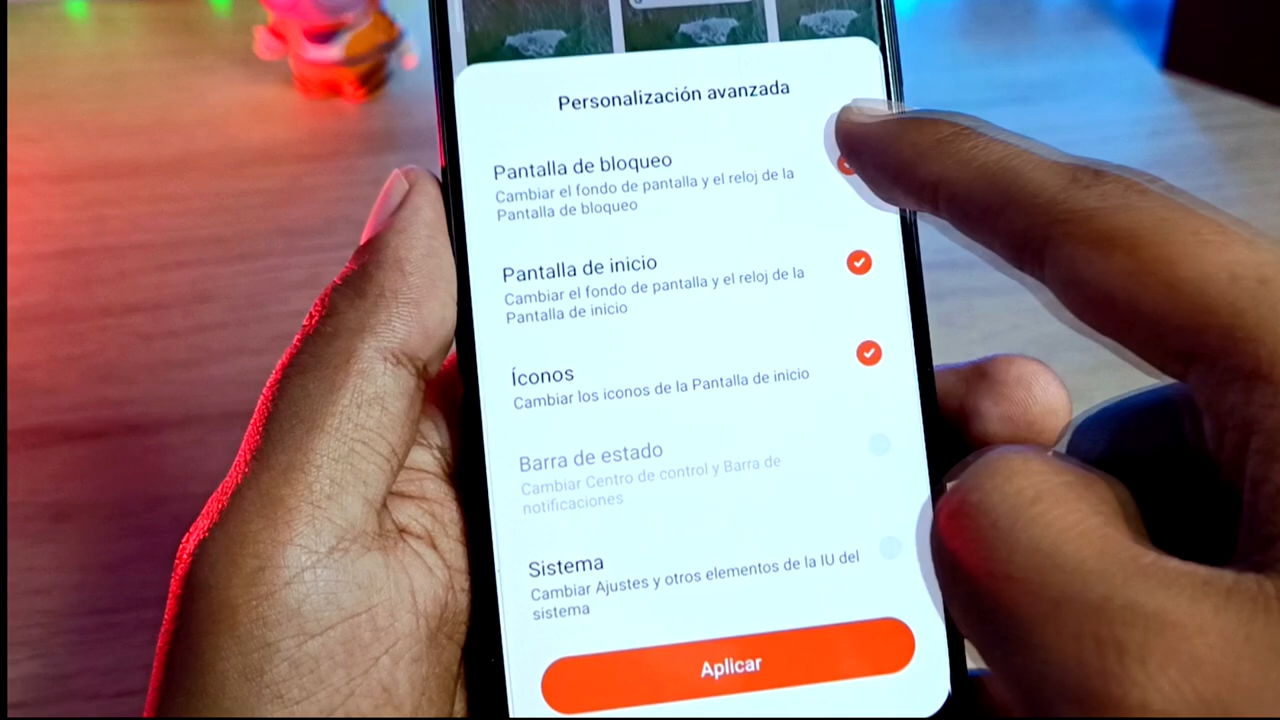 Personalización avanzada
Pantalla de bloqueo
Cambiar el fondo de pantalla y el reloj de la
Pantalla de bloqueo
Pantalla de inicio
Cambiar el fondo de pantalla y el reloj de la
Pantalla de inicio
Íconos
Cambiar los iconos de la Pantalla de inicio
Barra de estado
Cambiar Centro de control y Barra de
notificaciones
Sistema
Cambiar Ajustes y otros elementos de la IU del
sistema
Aplicar